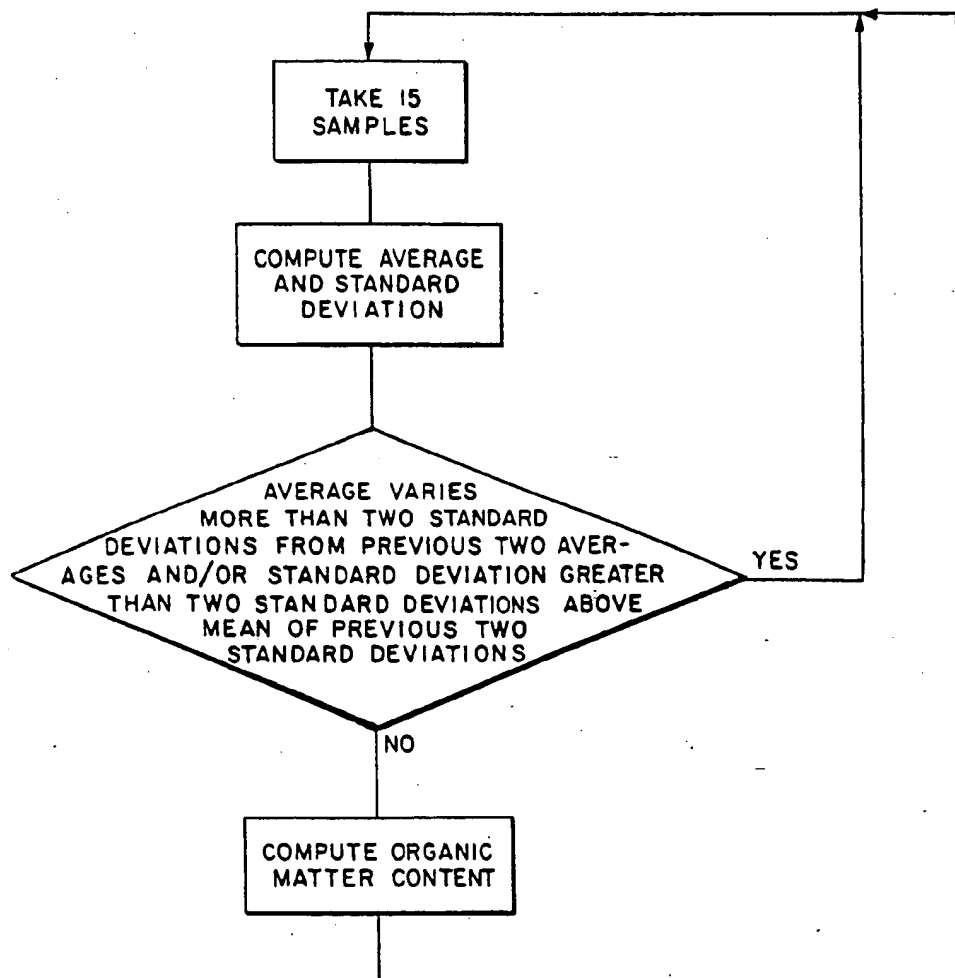 TAKE 15
SAMPLES
COMPUTE AVERAGE
AND STANDARD
DEVIATION
AVERAGE VARIES
MORE THAN TWO STANDARD
DEVIATIONS FROM PREVIOUS TWO AVER-
AGES AND/OR STANDARD DEVIATION GREATER
THAN TWO STANDARD DEVIATIONS ABOVE
MEAN OF PREVIOUS TWO
STANDARD DEVIATIONS
YES
NO
COMPUTE ORGANIC
MATTER CONTENT